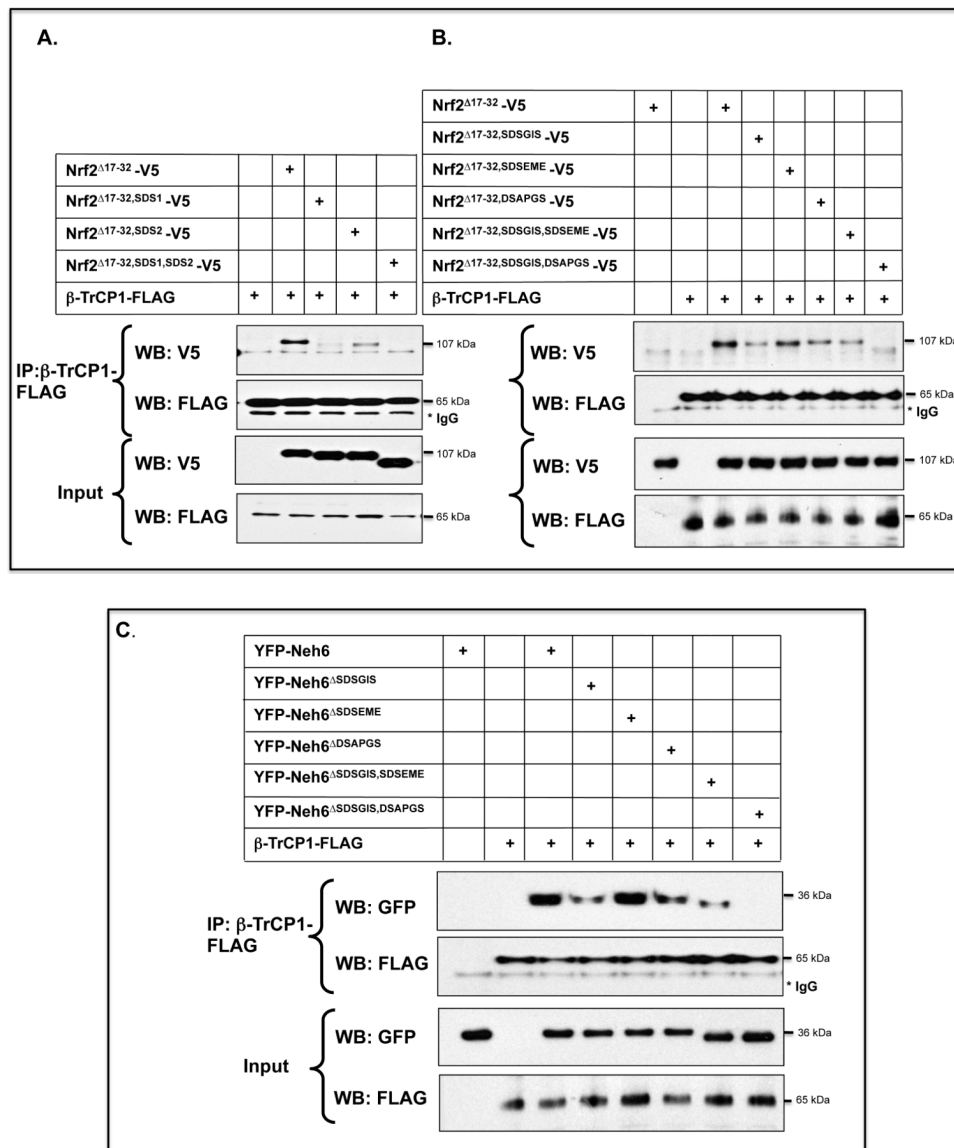 A.
Nrf2Δ17-32 -V5 +
Nrf2Δ17-32,SDS1 -V5 +
Nrf2Δ17-32,SDS2 -V5 +
Nrf2Δ17-32,SDS1,SDS2 -V5 +
β-TrCP1-FLAG + + + + +
IP:β-TrCP1-
FLAG
WB: V5 107 kDa
WB: FLAG 65 kDa
* IgG
Input
WB: V5 107 kDa
WB: FLAG 65 kDa
B.
Nrf2Δ17-32 -V5 + +
Nrf2Δ17-32,SDSGIS -V5 +
Nrf2Δ17-32,SDSEME -V5 +
Nrf2Δ17-32,DSAPGS -V5 +
Nrf2Δ17-32,SDSGIS,SDSEME -V5 +
Nrf2Δ17-32,SDSGIS,DSAPGS -V5 +
β-TrCP1-FLAG + + + + + + +
WB: V5 107 kDa
WB: FLAG 65 kDa
* IgG
WB: V5 107 kDa
WB: FLAG 65 kDa
C.
YFP-Neh6 + +
YFP-Neh6ΔSDSGIS +
YFP-Neh6ΔSDSEME +
YFP-Neh6ΔDSAPGS +
YFP-Neh6ΔSDSGIS,SDSEME +
YFP-Neh6ΔSDSGIS,DSAPGS +
β-TrCP1-FLAG + + + + + + +
IP: β-TrCP1-
FLAG
WB: GFP 36 kDa
WB: FLAG 65 kDa
* IgG
Input
WB: GFP 36 kDa
WB: FLAG 65 kDa